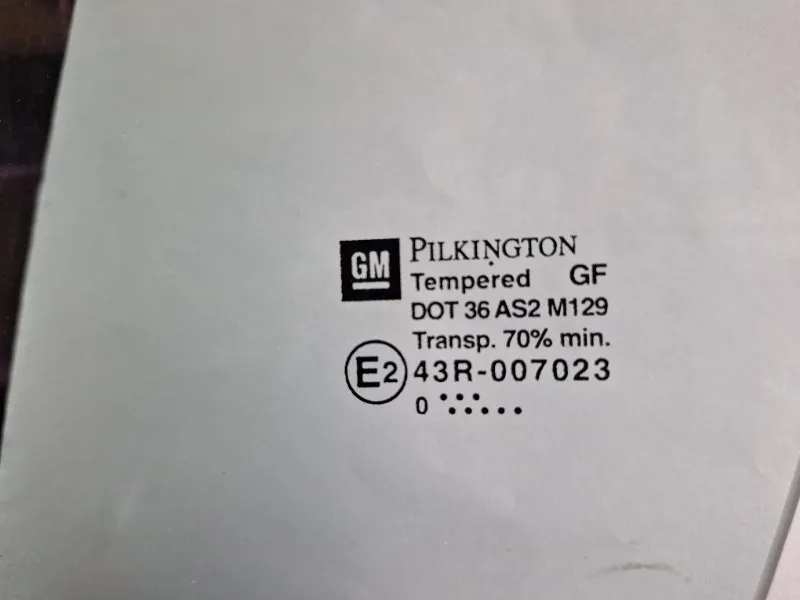 GM
PILKINGTON
Tempered GF
DOT 36 AS2 M129
Transp. 70% min.
E2 43R-007023
0